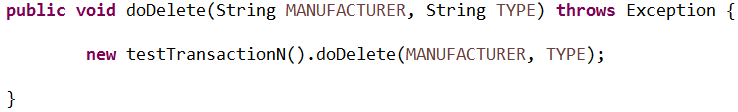 public void doDelete(String MANUFACTURER, String TYPE) throws Exception {
new testTransactionN().doDelete(MANUFACTURER, TYPE);
}